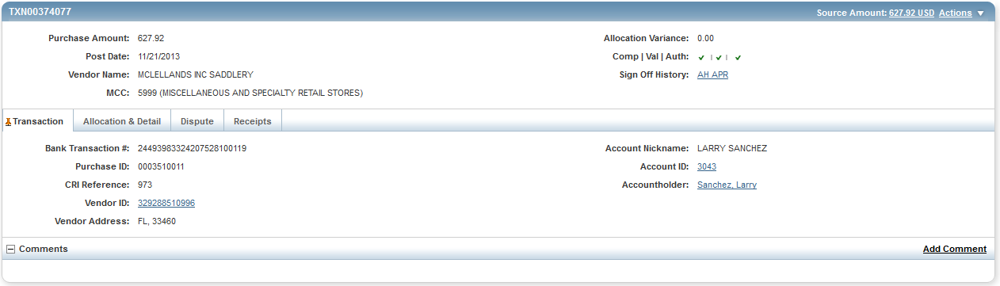 TXN00374077 Source Amount: 627.92 USD Actions
Purchase Amount: 627.92 Allocation Variance: 0.00
Post Date: 11/21/2013 Comp | Val | Auth: ✔ | ✔ | ✔
Vendor Name: MCLELLANDS INC SADDLERY Sign Off History: AH APR
MCC: 5999 (MISCELLANEOUS AND SPECIALTY RETAIL STORES)
Transaction Allocation & Detail Dispute Receipts
Bank Transaction #: 24493983324207528100119 Account Nickname: LARRY SANCHEZ
Purchase ID: 0003510011 Account ID: 3043
CRI Reference: 973 Accountholder: Sanchez, Larry
Vendor ID: 329288510996
Vendor Address: FL, 33460
Comments Add Comment